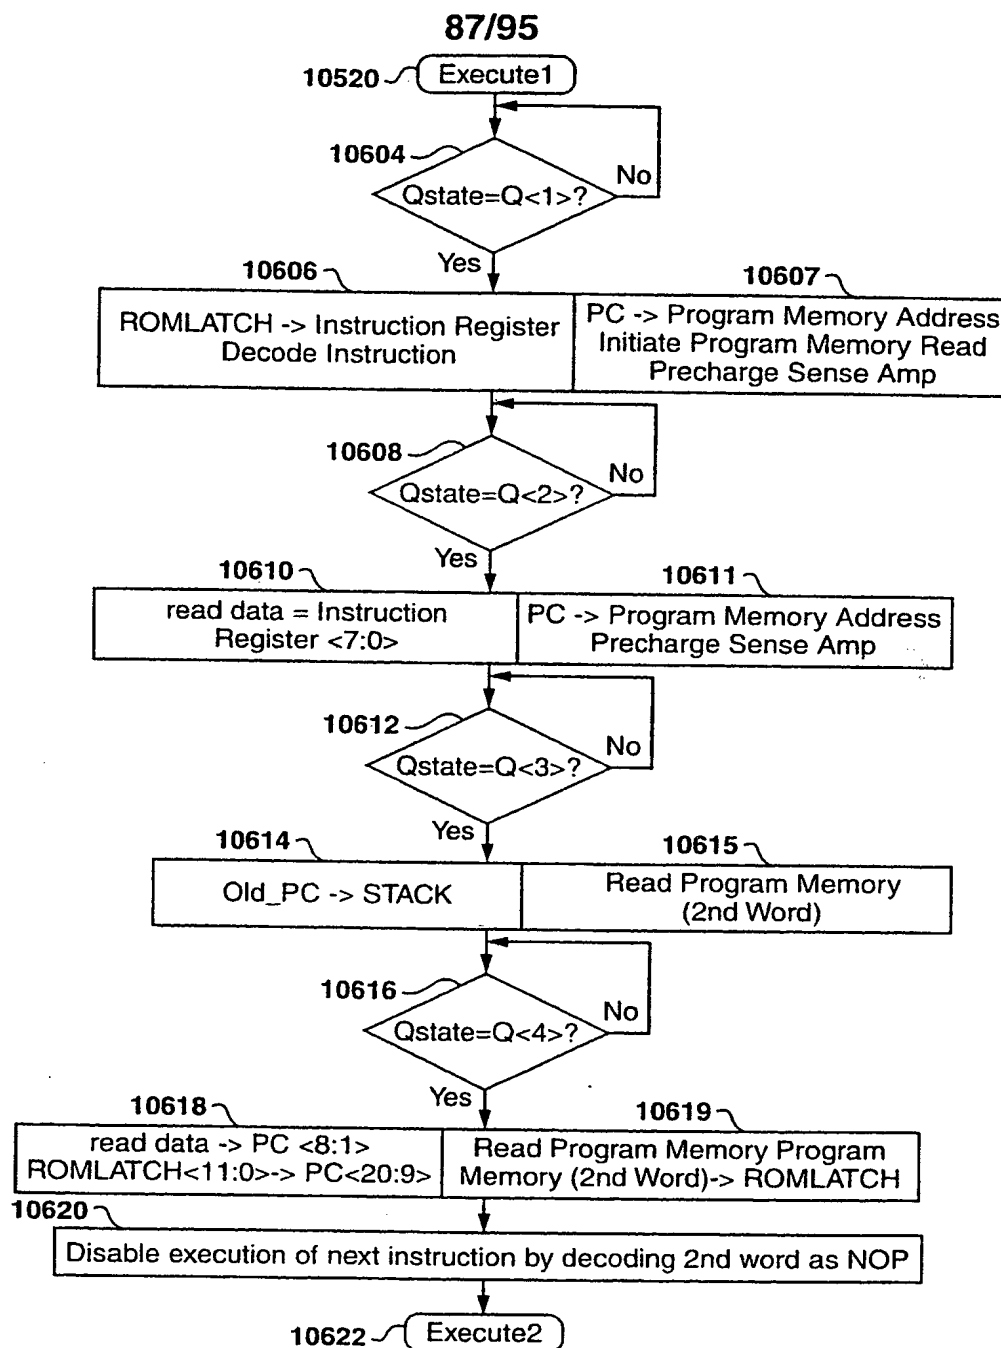 87/95
10520
Execute1
10604
No
Qstate=Q<1>?
Yes
10606
10607
ROMLATCH -> Instruction Register
Decode Instruction
PC -> Program Memory Address
Initiate Program Memory Read
Precharge Sense Amp
10608
No
Qstate=Q<2>?
Yes
10610
10611
read data = Instruction
Register <7:0>
PC -> Program Memory Address
Precharge Sense Amp
10612
No
Qstate=Q<3>?
Yes
10614
10615
Old_PC -> STACK
Read Program Memory
(2nd Word)
10616
No
Qstate=Q<4>?
Yes
10618
10619
read data -> PC <8:1>
ROMLATCH<11:0>-> PC<20:9>
Read Program Memory Program
Memory (2nd Word)-> ROMLATCH
10620
Disable execution of next instruction by decoding 2nd word as NOP
10622
Execute2